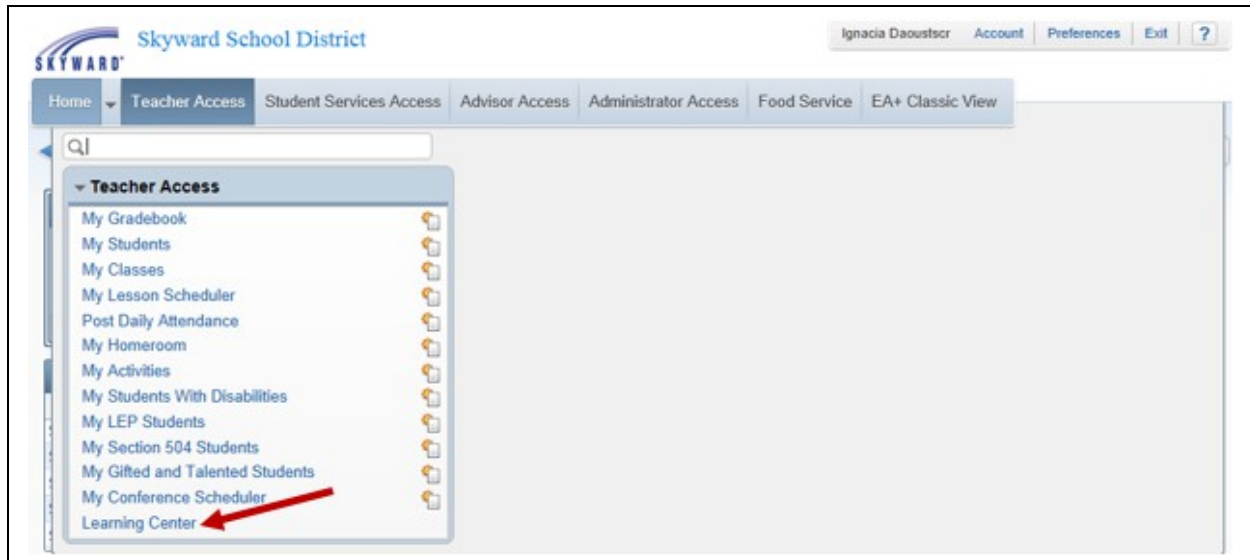 Skyward School District
SKYWARD
Ignacia Daoustscr Account Preferences Exit ?
Home Teacher Access Student Services Access Advisor Access Administrator Access Food Service EA+ Classic View
Teacher Access
My Gradebook
My Students
My Classes
My Lesson Scheduler
Post Daily Attendance
My Homeroom
My Activities
My Students With Disabilities
My LEP Students
My Section 504 Students
My Gifted and Talented Students
My Conference Scheduler
Learning Center